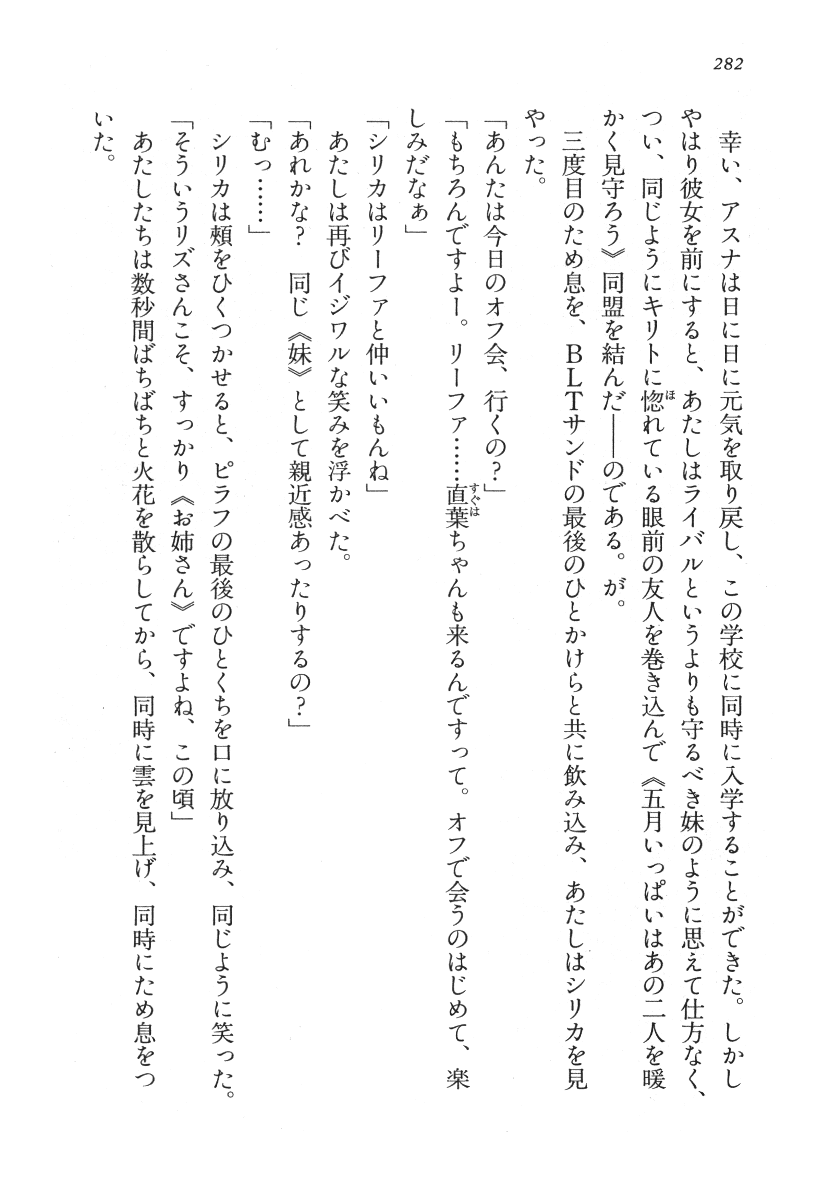 282
　幸い、アスナは日に日に元気を取り戻し、この学校に同時に入学することができた。しかし
やはり彼女を前にすると、あたしはライバルというよりも守るべき妹のように思えて仕方なく、
つい、同じようにキリトに惚れている眼前の友人を巻き込んで《五月いっぱいはあの二人を暖
かく見守ろう》同盟を結んだ――のである。が。
　三度目のため息を、ＢＬＴサンドの最後のひとかけらと共に飲み込み、あたしはシリカを見
やった。
「あんたは今日のオフ会、行くの？」
「もちろんですよー。リーファ……直葉ちゃんも来るんですって。オフで会うのはじめて、楽
しみだなぁ」
「シリカはリーファと仲いいもんね」
　あたしは再びイジワルな笑みを浮かべた。
「あれかな？　同じ《妹》として親近感あったりするの？」
「むっ……」
　シリカは頬をひくつかせると、ピラフの最後のひとくちを口に放り込み、同じように笑った。
「そういうリズさんこそ、すっかり《お姉さん》ですよね、この頃」
　あたしたちは数秒間ばちばちと火花を散らしてから、同時に雲を見上げ、同時にため息をつ
いた。